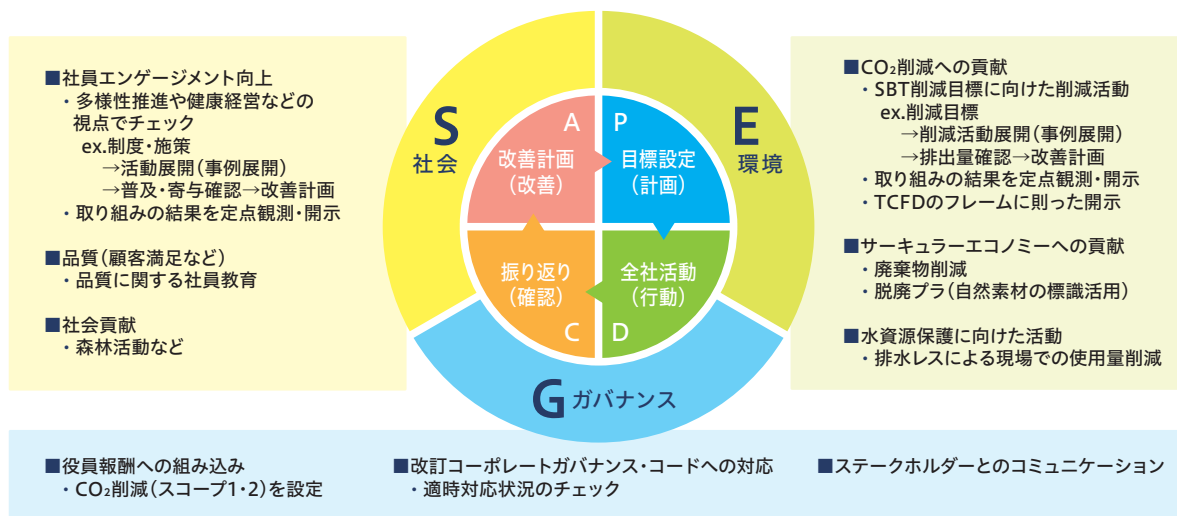 ■社員エンゲージメント向上
・多様性推進や健康経営などの
視点でチェック
ex.制度・施策
→活動展開（事例展開）
→普及・寄与確認→改善計画
・取り組みの結果を定点観測・開示
■品質（顧客満足など）
・品質に関する社員教育
■社会貢献
・森林活動など
S
社会
E
環境
G ガバナンス
A
改善計画
（改善）
P
目標設定
（計画）
振り返り
（確認）
C
全社活動
（行動）
D
■CO₂削減への貢献
・SBT削減目標に向けた削減活動
ex.削減目標
→削減活動展開（事例展開）
→排出量確認→改善計画
・取り組みの結果を定点観測・開示
・TCFDのフレームに則った開示
■サーキュラーエコノミーへの貢献
・廃棄物削減
・脱廃プラ（自然素材の標識活用）
■水資源保護に向けた活動
・排水レスによる現場での使用量削減
■役員報酬への組み込み
・CO₂削減（スコープ1・2）を設定
■改訂コーポレートガバナンス・コードへの対応
・適時対応状況のチェック
■ステークホルダーとのコミュニケーション